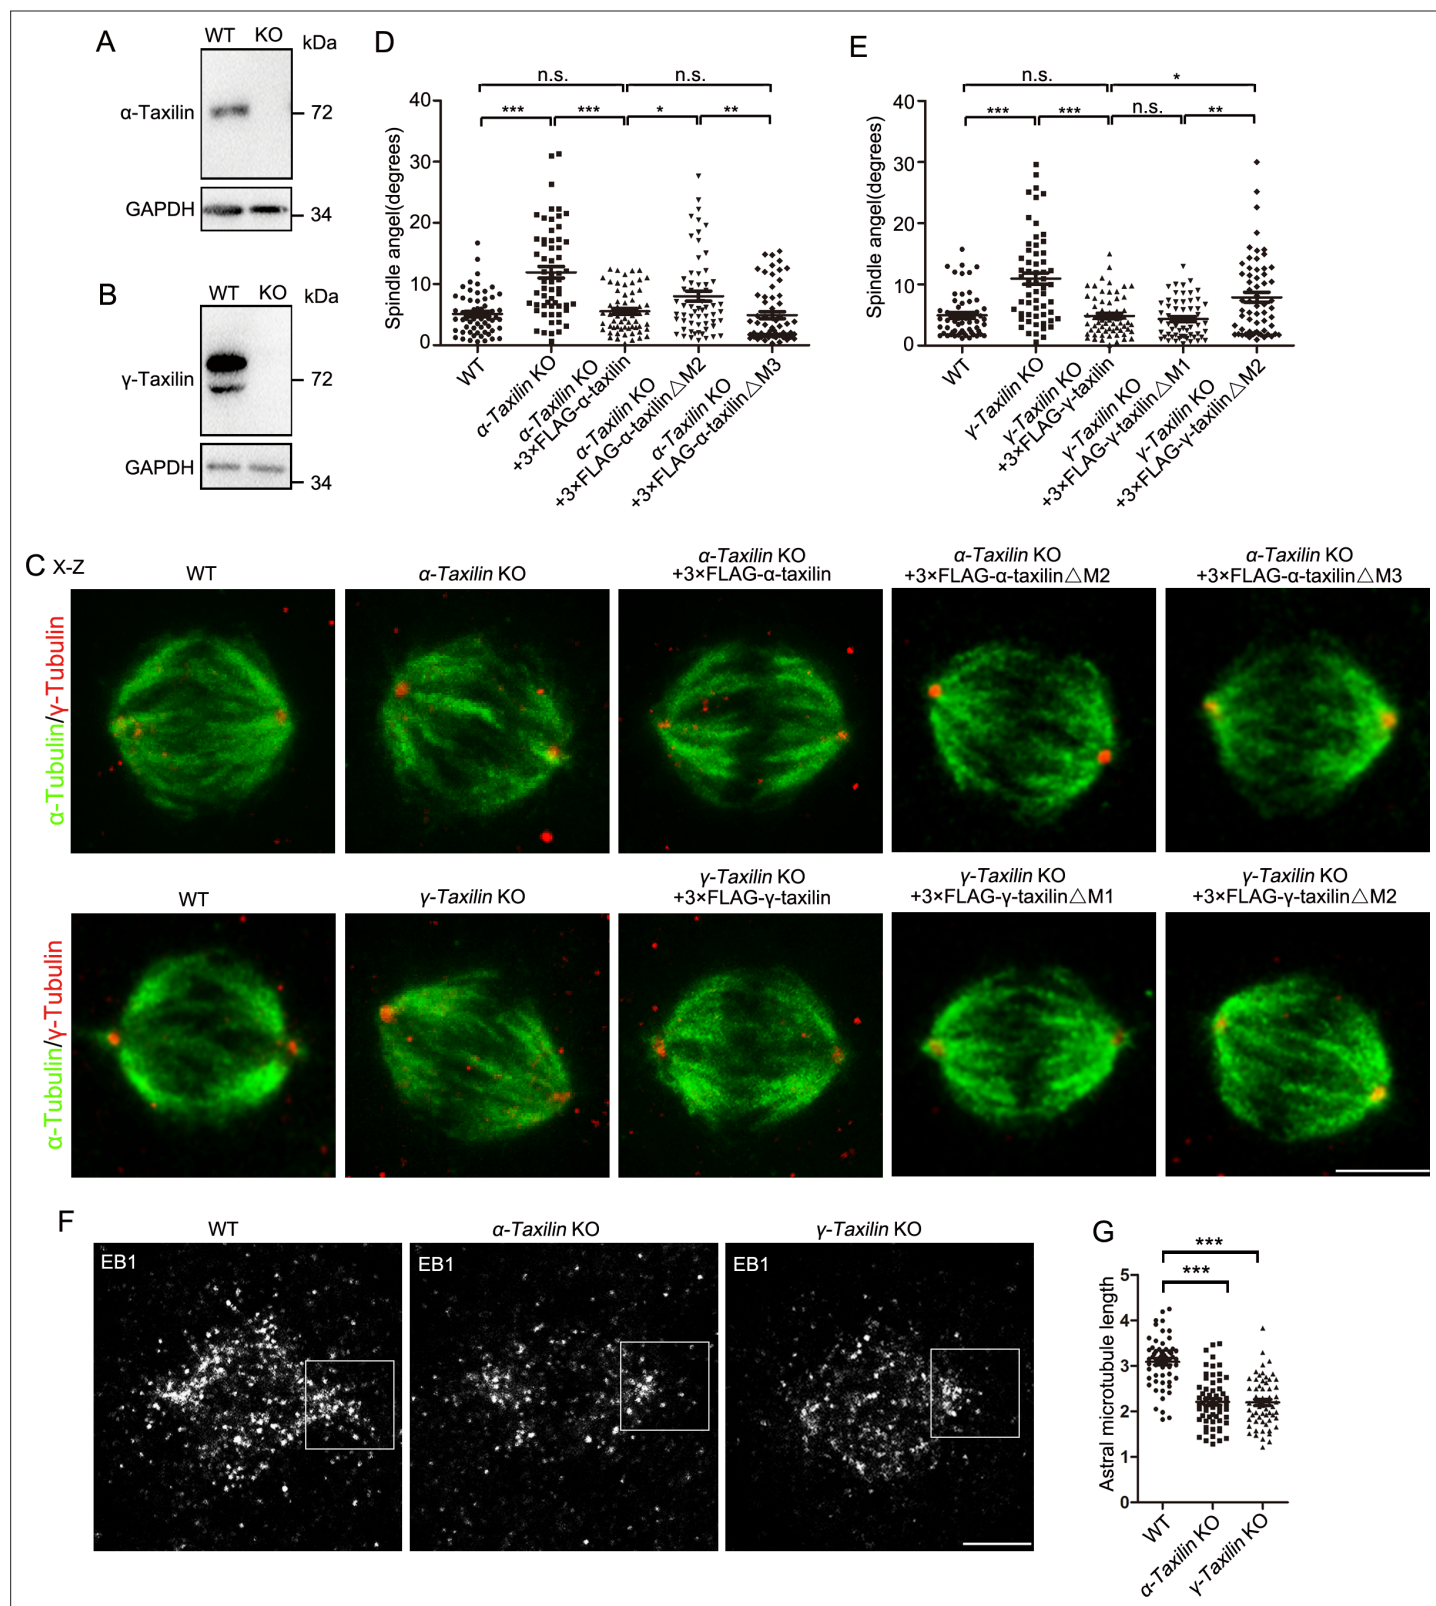 A
WT KO kDa
α-Taxilin
72
GAPDH
34
B
WT KO kDa
γ-Taxilin
72
GAPDH
34
D
n.s. n.s.
*** *** * **
40
30
20
10
0
Spindle angel(degrees)
WT
α-Taxilin KO
α-Taxilin KO
+3×FLAG-α-taxilin
α-Taxilin KO
+3×FLAG-α-taxilin△M2
α-Taxilin KO
+3×FLAG-α-taxilin△M3
E
n.s. *
*** *** n.s. **
40
30
20
10
0
Spindle angel(degrees)
WT
γ-Taxilin KO
γ-Taxilin KO
+3×FLAG-γ-taxilin
γ-Taxilin KO
+3×FLAG-γ-taxilin△M1
γ-Taxilin KO
+3×FLAG-γ-taxilin△M2
C X-Z
WT
α-Taxilin KO
α-Taxilin KO
+3×FLAG-α-taxilin
α-Taxilin KO
+3×FLAG-α-taxilin△M2
α-Taxilin KO
+3×FLAG-α-taxilin△M3
α-Tubulin/γ-Tubulin
WT
γ-Taxilin KO
γ-Taxilin KO
+3×FLAG-γ-taxilin
γ-Taxilin KO
+3×FLAG-γ-taxilin△M1
γ-Taxilin KO
+3×FLAG-γ-taxilin△M2
α-Tubulin/γ-Tubulin
F
WT
α-Taxilin KO
γ-Taxilin KO
EB1
EB1
EB1
G
***
***
5
4
3
2
1
0
Astral microtubule length
WT
α-Taxilin KO
γ-Taxilin KO